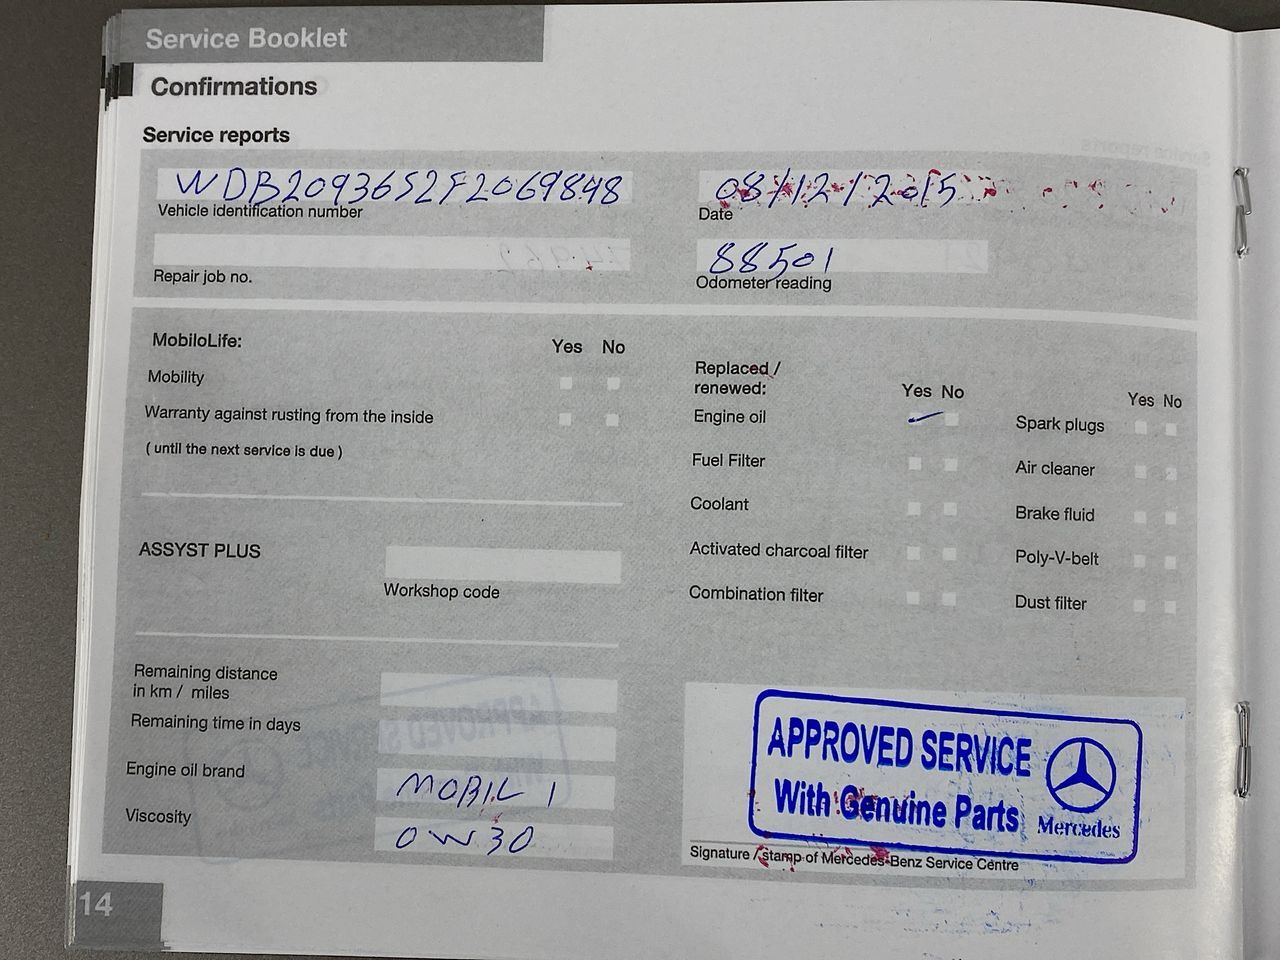 Service Booklet
Confirmations
Service reports
WDB2093652F2069848
Vehicle identification number
08/12/2015
Date
Repair job no.
88501
Odometer reading
MobiloLife:
Yes No
Mobility
Warranty against rusting from the inside
( until the next service is due )
ASSYST PLUS
Workshop code
Remaining distance
in km / miles
Remaining time in days
Engine oil brand
MOBIL 1
Viscosity
0W30
Replaced /
renewed:
Yes No
Engine oil
Fuel Filter
Coolant
Activated charcoal filter
Combination filter
Yes No
Spark plugs
Air cleaner
Brake fluid
Poly-V-belt
Dust filter
APPROVED SERVICE
With Genuine Parts
Mercedes
Signature / stamp of Mercedes-Benz Service Centre
14